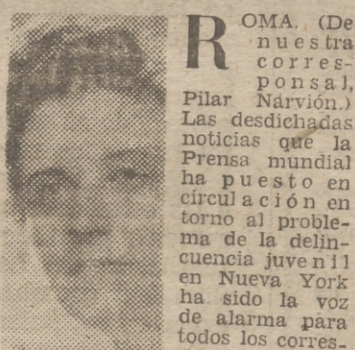 ROMA. (De
nuestra
corres-
ponsal,
Pilar Narvión.)
Las desdichadas
noticias que la
Prensa mundial
ha puesto en
circulación en
torno al proble-
ma de la delin-
cuencia juvenil
en Nueva York
ha sido la voz
de alarma para
todos los corres-